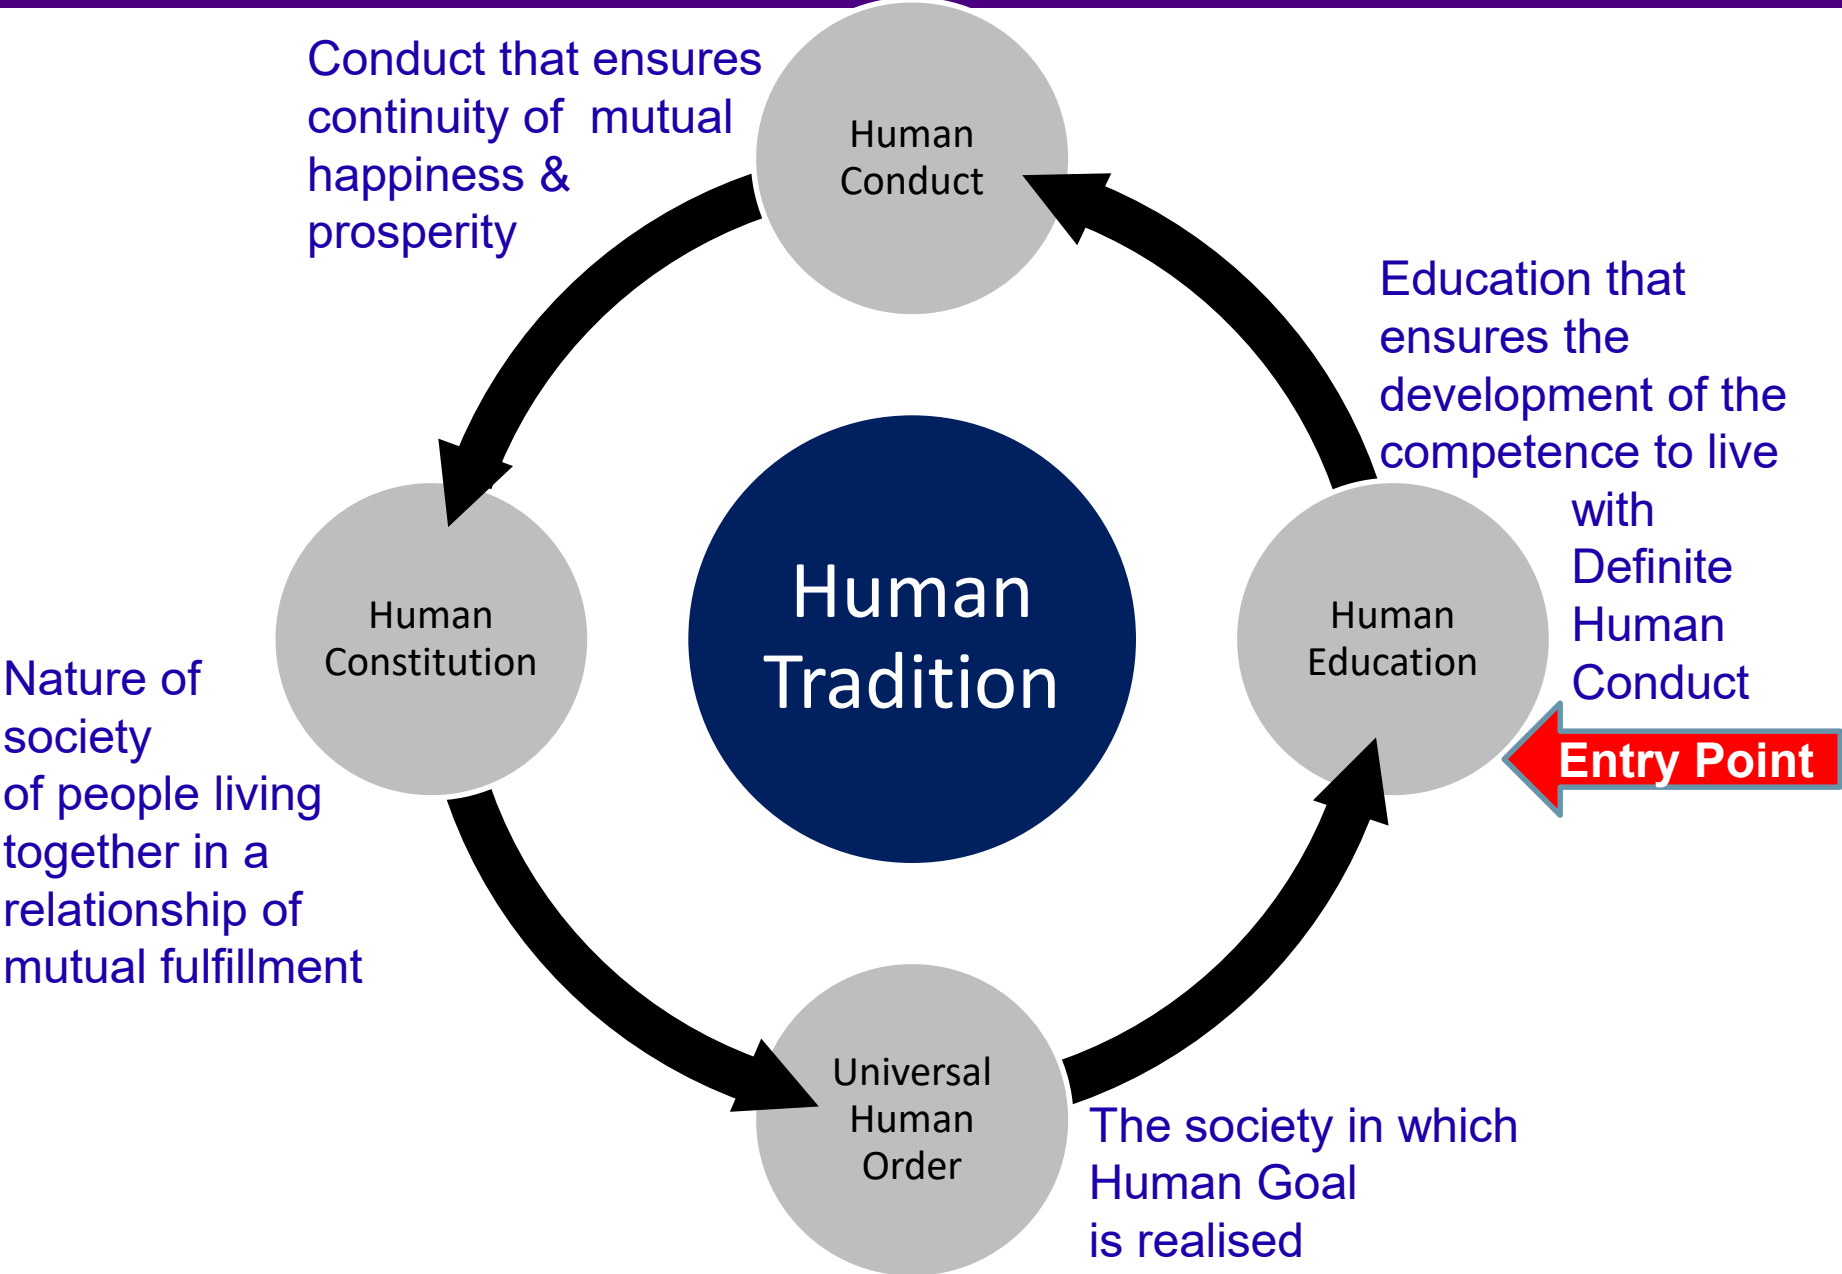 Conduct that ensures
continuity of  mutual
happiness &
prosperity
Human
Conduct
Education that
ensures the
development of the
competence to live
with
Definite
Human
Conduct
Human
Education
Entry Point
Human
Tradition
Human
Constitution
Nature of
society
of people living
together in a
relationship of
mutual fulfillment
Universal
Human
Order
The society in which
Human Goal
is realised